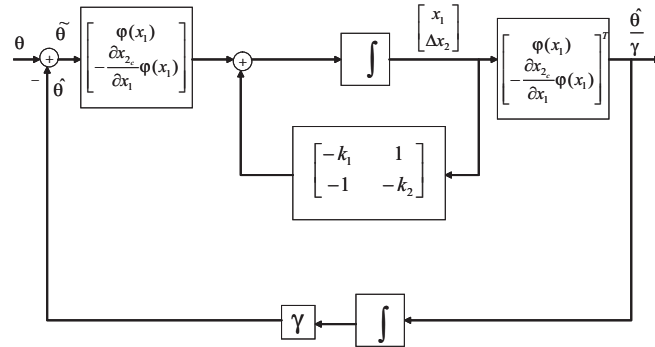 θ
θ̃
+
−
θ̂
φ(x₁)
−∂x₂c/∂x₁ φ(x₁)
+
∫
x₁
Δx₂
φ(x₁)
−∂x₂c/∂x₁ φ(x₁)
T
θ̂/γ
−k₁ 1
−1 −k₂
γ
∫